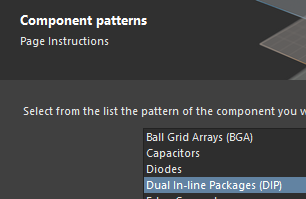 Component patterns
Page Instructions
Select from the list the pattern of the component you
Ball Grid Arrays (BGA)
Capacitors
Diodes
Dual In-line Packages (DIP)